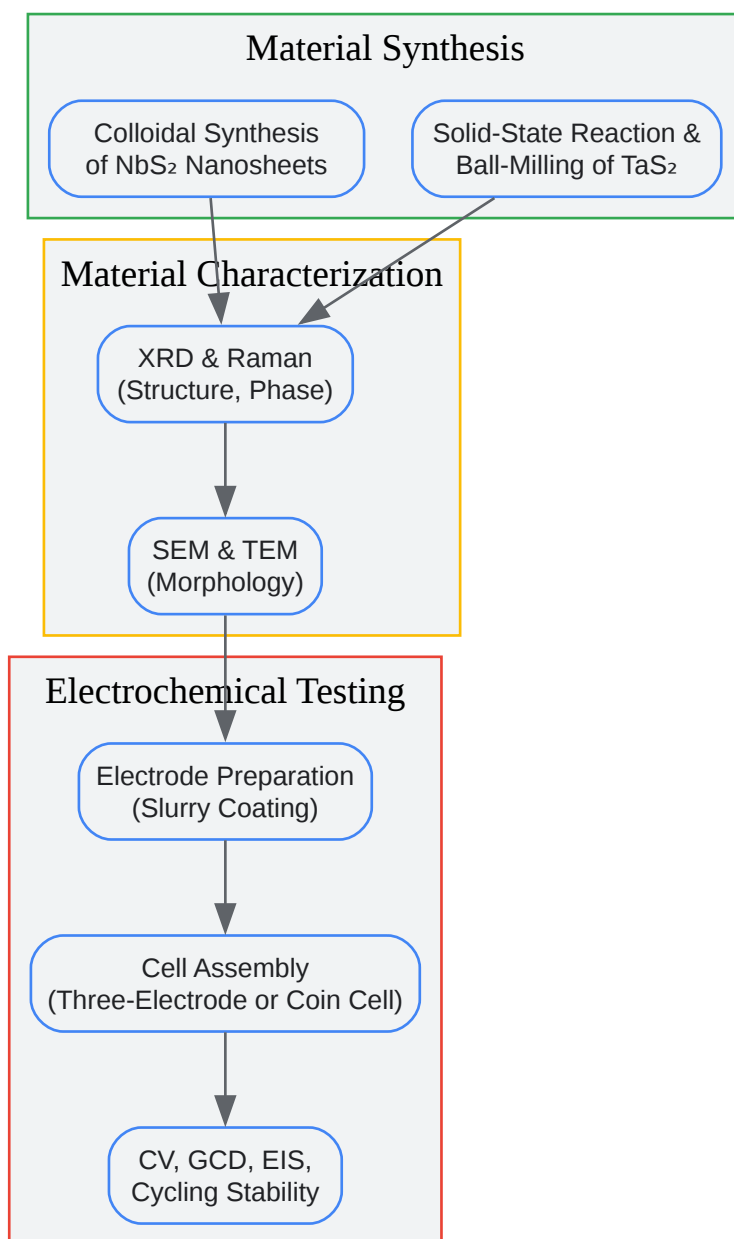 Material Synthesis
Colloidal Synthesis
of NbS₂ Nanosheets
Solid-State Reaction &
Ball-Milling of TaS₂
Material Characterization
XRD & Raman
(Structure, Phase)
SEM & TEM
(Morphology)
Electrochemical Testing
Electrode Preparation
(Slurry Coating)
Cell Assembly
(Three-Electrode or Coin Cell)
CV, GCD, EIS,
Cycling Stability